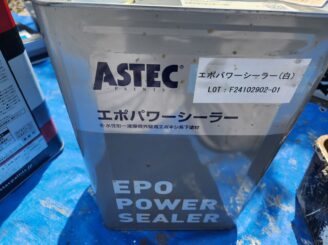 ASTEC
PAINTS
エポパワーシーラー(白)
LOT : F24102902-01
エポパワーシーラー
EPO
POWER
SEALER